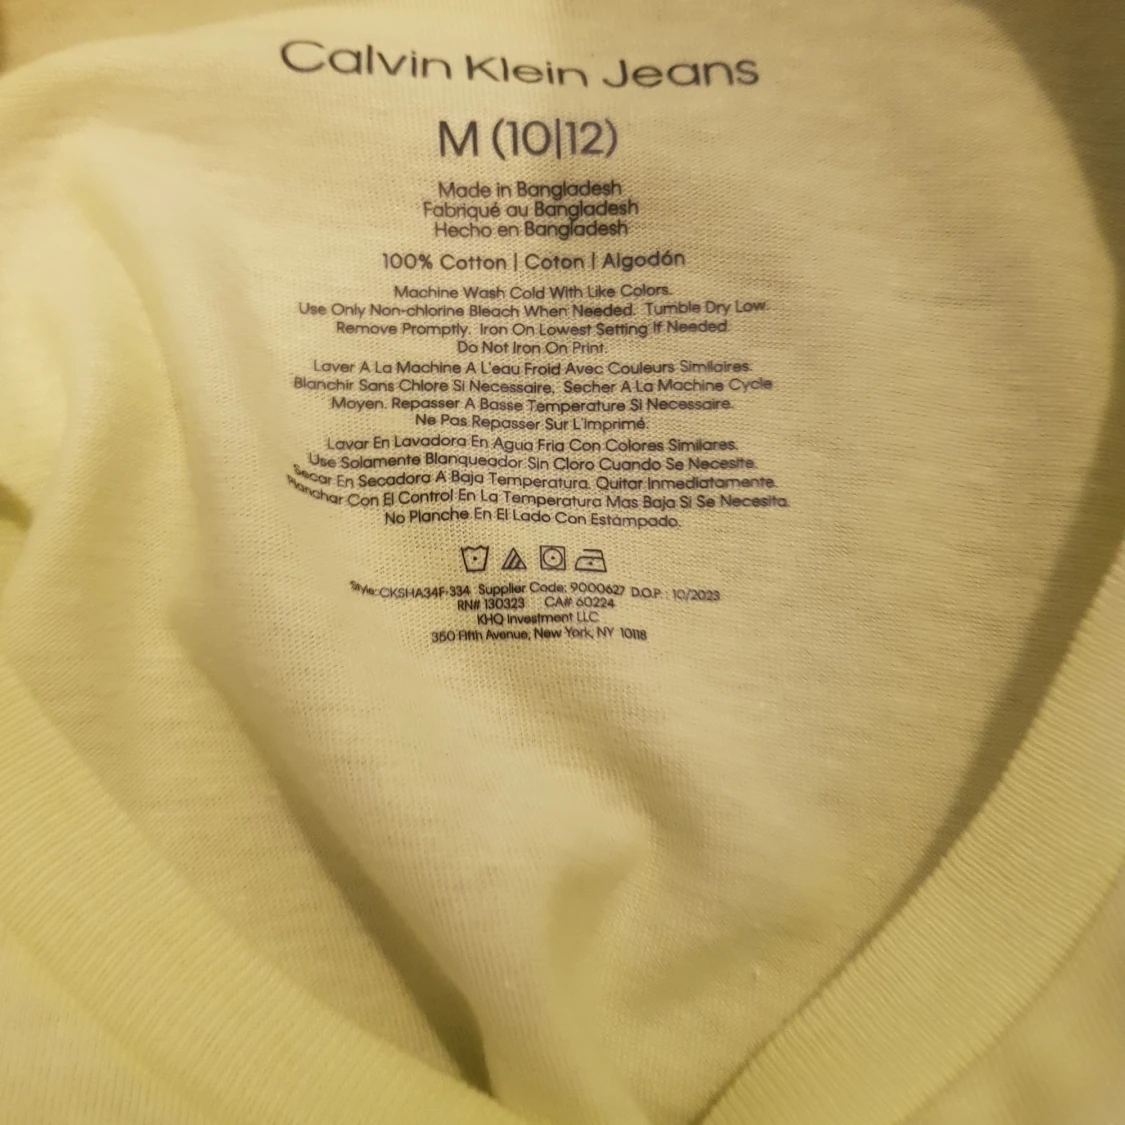 Calvin Klein Jeans
M (10|12)
Made in Bangladesh
Fabriqué au Bangladesh
Hecho en Bangladesh
100% Cotton | Coton | Algodón
Machine Wash Cold With Like Colors.
Use Only Non-chlorine Bleach When Needed. Tumble Dry Low.
Remove Promptly. Iron On Lowest Setting If Needed
Do Not Iron On Print.
Laver A La Machine A L'eau Froid Avec Couleurs Similaires.
Blanchir Sans Chlore Si Necessaire. Secher A La Machine Cycle
Moyen. Repasser A Basse Temperature Si Necessaire.
Ne Pas Repasser Sur L'imprimé.
Lavar En Lavadora En Agua Fria Con Colores Similares.
Use Solamente Blanqueador Sin Cloro Cuando Se Necesite.
Secar En Secadora A Baja Temperatura. Quitar Inmediatamente.
Planchar Con El Control En La Temperatura Mas Baja Si Se Necesita.
No Planche En El Lado Con Estampado.
Style: CKSHA34F-334 Supplier Code: 9000627 D.O.P : 10/2023
RN# 130323 CA# 60224
KHQ Investment LLC
350 Fifth Avenue, New York, NY 10118